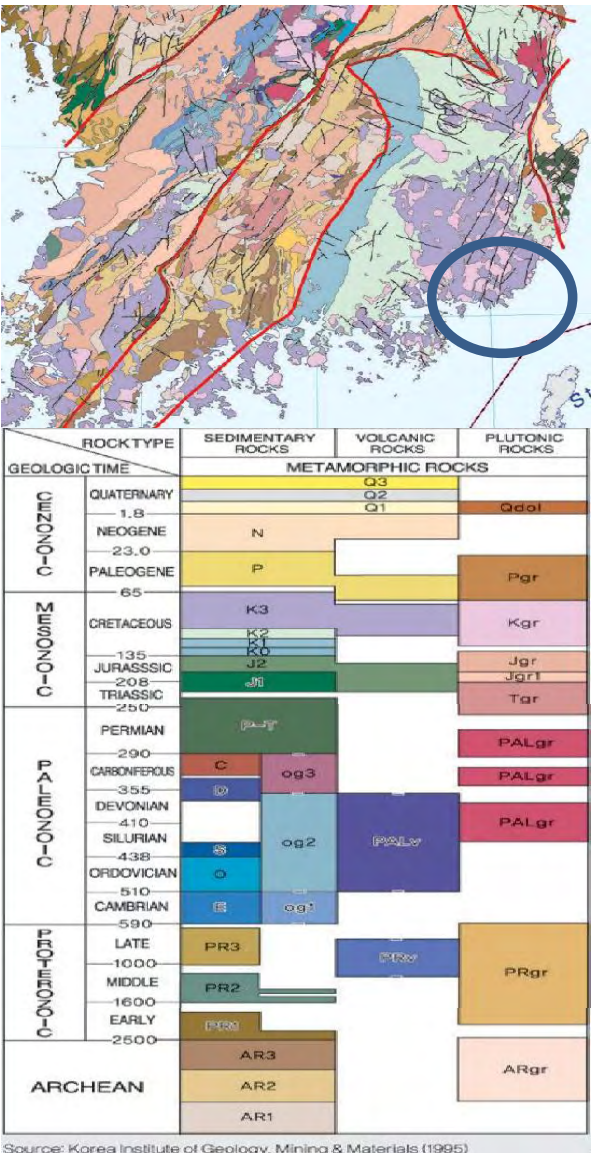 St
ROCKTYPE
SEDIMENTARY ROCKS
VOLCANIC ROCKS
PLUTONIC ROCKS
GEOLOGIC TIME
METAMORPHIC ROCKS
CENOZOIC
QUATERNARY
Q3
Q2
Q1
Qdol
1.8
NEOGENE
N
23.0
PALEOGENE
P
Pgr
65
MESOZOIC
CRETACEOUS
K3
Kgr
K2
K1
K0
135
JURASSSIC
J2
Jgr
208
J1
Jgr1
TRIASSIC
Tgr
250
PALEOZOIC
PERMIAN
P-T
PALgr
290
CARBONIFEROUS
C
og3
PALgr
355
D
DEVONIAN
PALgr
410
SILURIAN
og2
PALv
S
438
ORDOVICIAN
O
510
CAMBRIAN
E
og1
590
PROTEROZOIC
LATE
PR3
PRv
PRgr
1000
MIDDLE
PR2
1600
EARLY
PR1
2500
ARCHEAN
AR3
ARgr
AR2
AR1
Source: Korea Institute of Geology, Mining & Materials (1995)